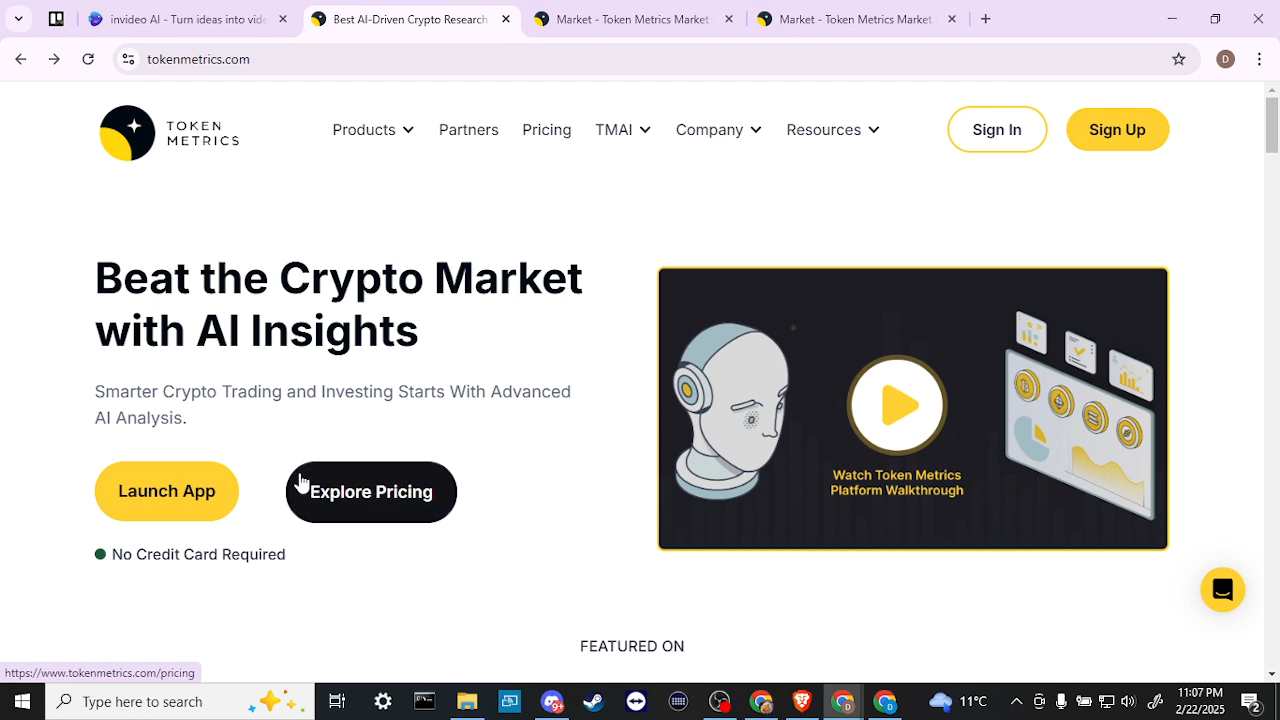 invideo AI - Turn ideas into vide
Best AI-Driven Crypto Research
Market - Token Metrics Market
Market - Token Metrics Market
tokenmetrics.com
D
TOKEN
METRICS
Products
Partners
Pricing
TMAI
Company
Resources
Sign In
Sign Up
Beat the Crypto Market
with AI Insights
Smarter Crypto Trading and Investing Starts With Advanced
AI Analysis.
Launch App
Explore Pricing
No Credit Card Required
Watch Token Metrics
Platform Walkthrough
FEATURED ON
https://www.tokenmetrics.com/pricing
Type here to search
9+
D
D
11°C
11:07 PM
2/22/2025
2